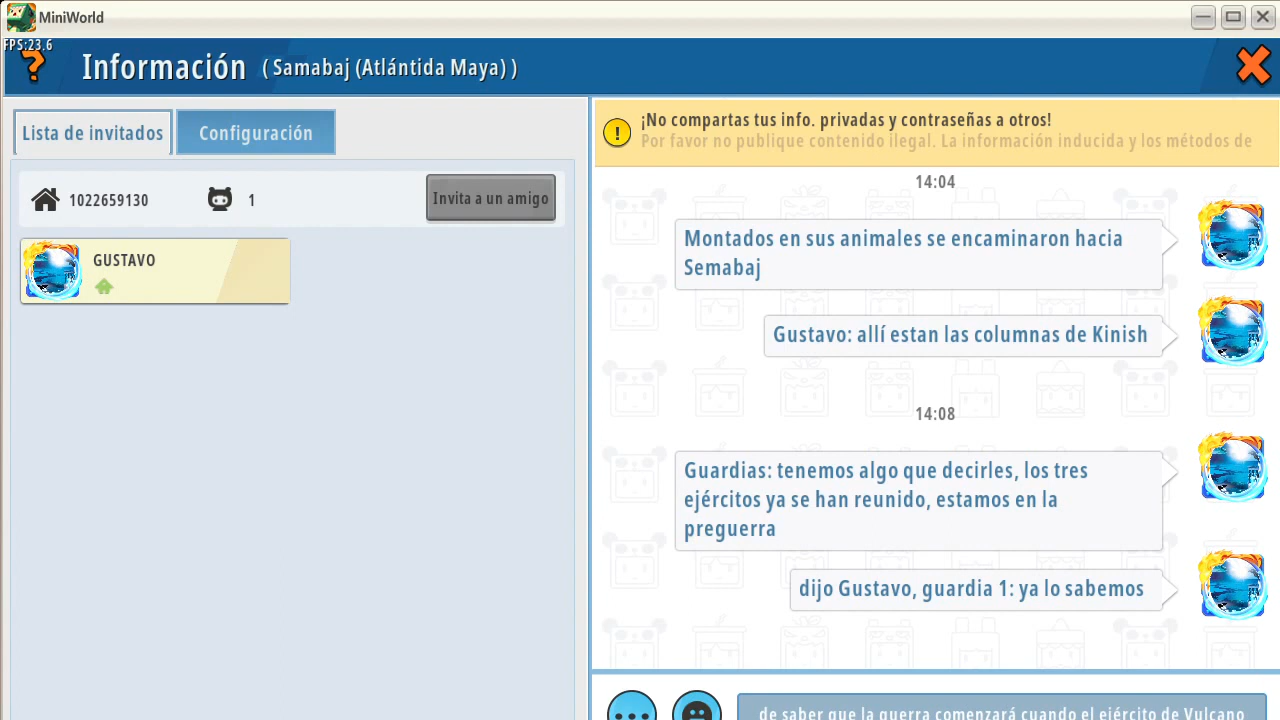 MiniWorld
FPS:23.6
Información ( Samabaj (Atlántida Maya) )
Lista de invitados
Configuración
1022659130
1
Invita a un amigo
GUSTAVO
¡No compartas tus info. privadas y contraseñas a otros!
Por favor no publique contenido ilegal. La información inducida y los métodos de
14:04
Montados en sus animales se encaminaron hacia
Semabaj
Gustavo: allí estan las columnas de Kinish
14:08
Guardias: tenemos algo que decirles, los tres
ejércitos ya se han reunido, estamos en la
preguerra
dijo Gustavo, guardia 1: ya lo sabemos
de saber que la guerra comenzará cuando el ejército de Vulcano